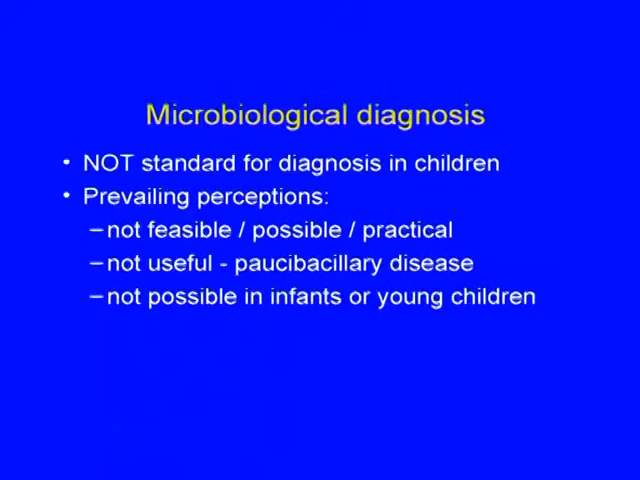 Microbiological diagnosis
• NOT standard for diagnosis in children
• Prevailing perceptions:
–not feasible / possible / practical
–not useful - paucibacillary disease
–not possible in infants or young children